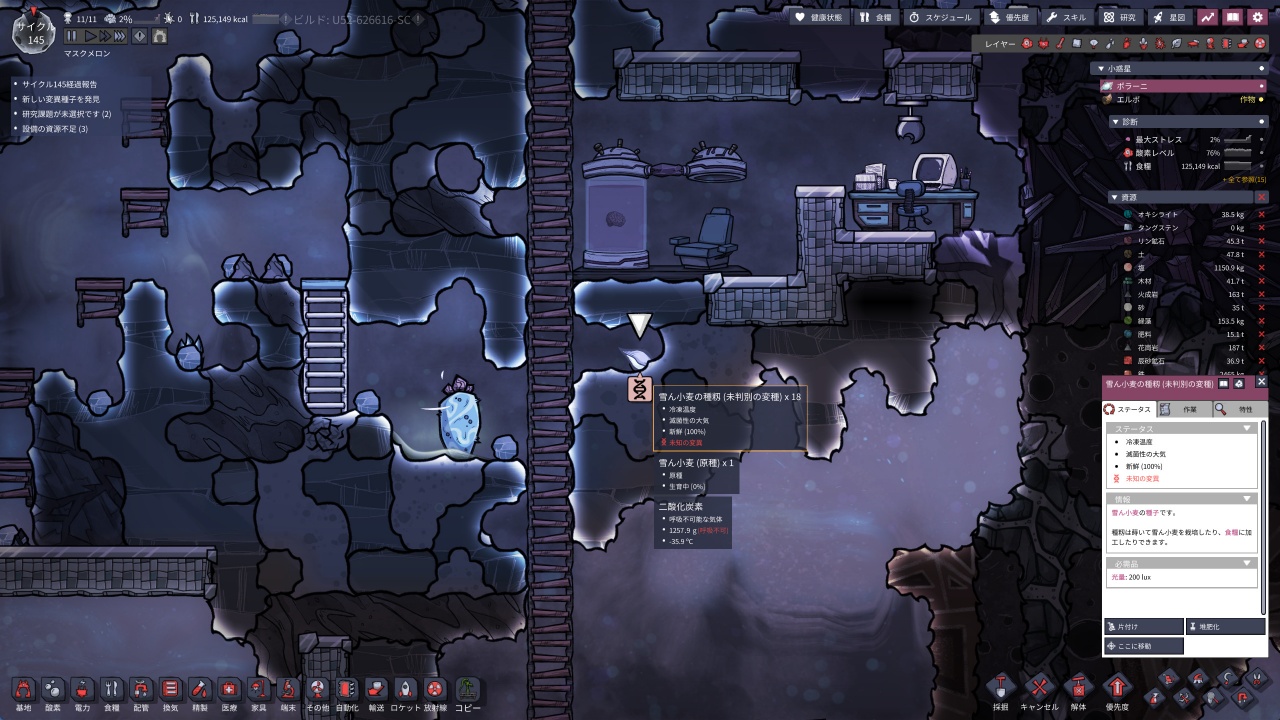 サイクル
145
11/11
2%
0
125,149 kcal
ビルド: U52-626616-SC
マスクメロン
健康状態
食糧
スケジュール
優先度
スキル
研究
星図
レイヤー
• サイクル145経過報告
• 新しい変異種子を発見
• 研究課題が未選択です (2)
• 設備の資源不足 (3)
小惑星
ポラーニ
エルボ
作物
診断
最大ストレス 2%
酸素レベル 76%
食糧 125,149 kcal
+ 全て参照(15)
資源
オキシライト 38.5 kg
タングステン 0 kg
リン鉱石 45.3 t
土 47.8 t
塩 1150.9 kg
木材 41.7 t
火成岩 163 t
砂 35 t
緑藻 153.5 kg
肥料 15.1 t
花崗岩 187 t
辰砂鉱石 36.9 t
雪ん小麦の種籾 (未判別の変種) x 18
• 冷凍温度
• 滅菌性の大気
• 新鮮 (100%)
未知の変異
雪ん小麦 (原種) x 1
• 原種
• 生育中 (0%)
二酸化炭素
• 呼吸不可能な気体
• 1257.9 g(呼吸不可)
• -35.9 °C
雪ん小麦の種籾 (未判別の変種)
ステータス
作業
特性
ステータス
• 冷凍温度
• 滅菌性の大気
• 新鮮 (100%)
未知の変異
情報
雪ん小麦の種子です。
種籾は蒔いて雪ん小麦を栽培したり、食糧に加
工したりできます。
必需品
光量: 200 lux
片付け
堆肥化
ここに移動
基地
酸素
電力
食糧
配管
換気
精製
医療
家具
端末
その他
自動化
輸送
ロケット
放射線
コピー
採掘
キャンセル
解体
優先度